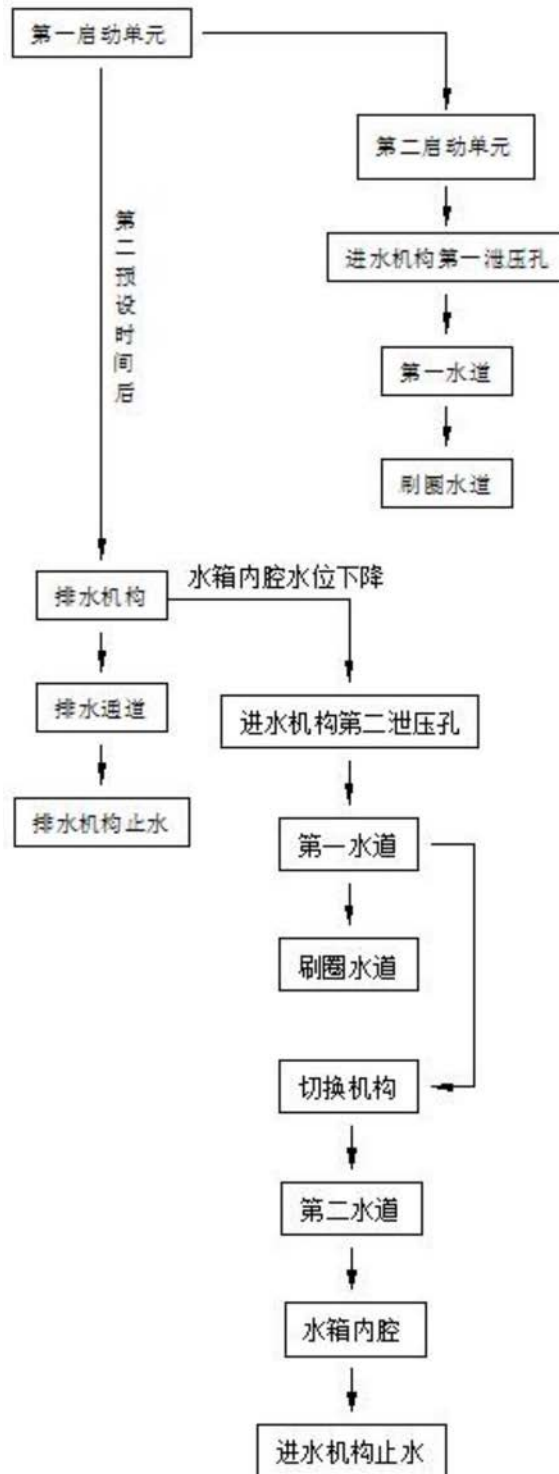 第一启动单元
第二启动单元
进水机构第一泄压孔
第一水道
刷圈水道
第二预设时间后
排水机构
水箱内腔水位下降
排水通道
排水机构止水
进水机构第二泄压孔
第一水道
刷圈水道
切换机构
第二水道
水箱内腔
进水机构止水